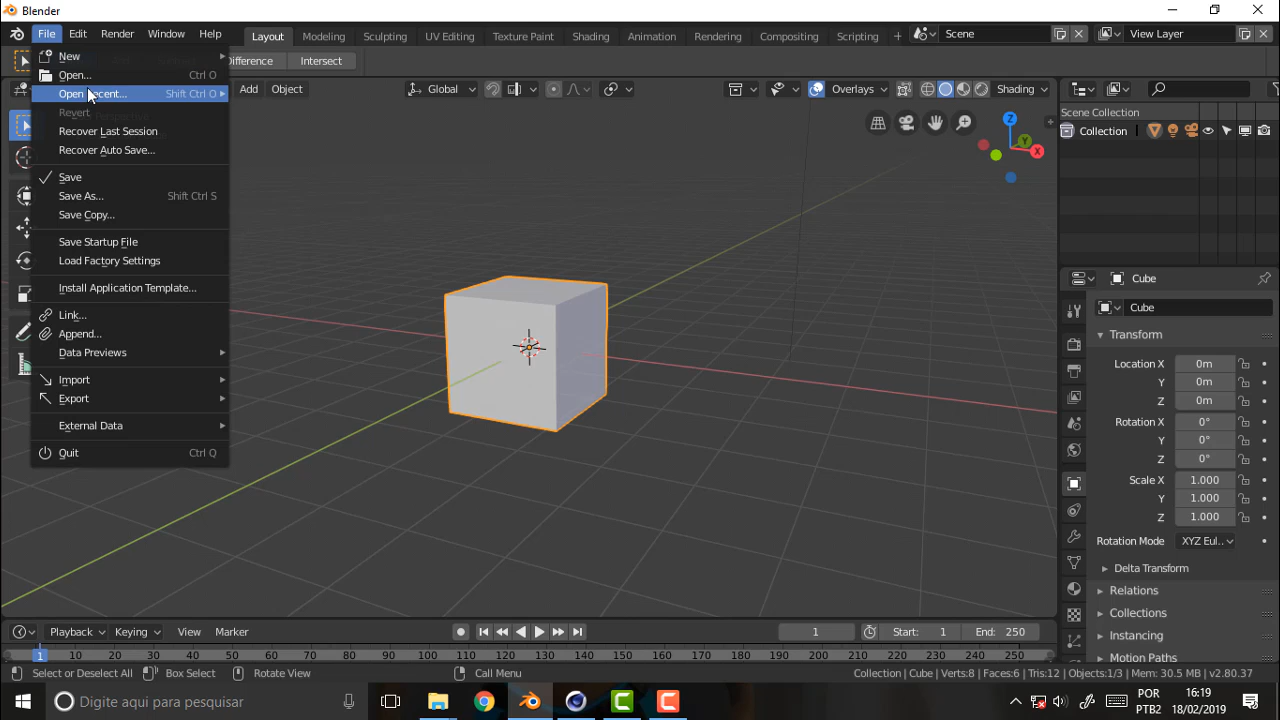 Blender
File Edit Render Window Help Layout Modeling Sculpting UV Editing Texture Paint Shading Animation Rendering Compositing Scripting + Scene View Layer
New
Open... Ctrl O
Open Recent... Shift Ctrl O
Revert
Recover Last Session
Recover Auto Save...
Save
Save As... Shift Ctrl S
Save Copy...
Save Startup File
Load Factory Settings
Install Application Template...
Link...
Append...
Data Previews
Import
Export
External Data
Quit Ctrl Q
Intersect
Add Object Global Overlays Shading
Z
Y
X
Scene Collection
Collection
Cube
Cube
Transform
Location X 0m
Y 0m
Z 0m
Rotation X 0°
Y 0°
Z 0°
Scale X 1.000
Y 1.000
Z 1.000
Rotation Mode XYZ Eul..
Delta Transform
Relations
Collections
Instancing
Motion Paths
Playback Keying View Marker 1 Start: 1 End: 250
1 10 20 30 40 50 60 70 80 90 100 110 120 130 140 150 160 170 180 190 200 210 220 230 240 250
Select or Deselect All Box Select Rotate View Call Menu Collection | Cube | Verts:8 | Faces:6 | Tris:12 | Objects:1/3 | Mem: 30.5 MB | v2.80.37
Digite aqui para pesquisar
POR
PTB2
16:19
18/02/2019